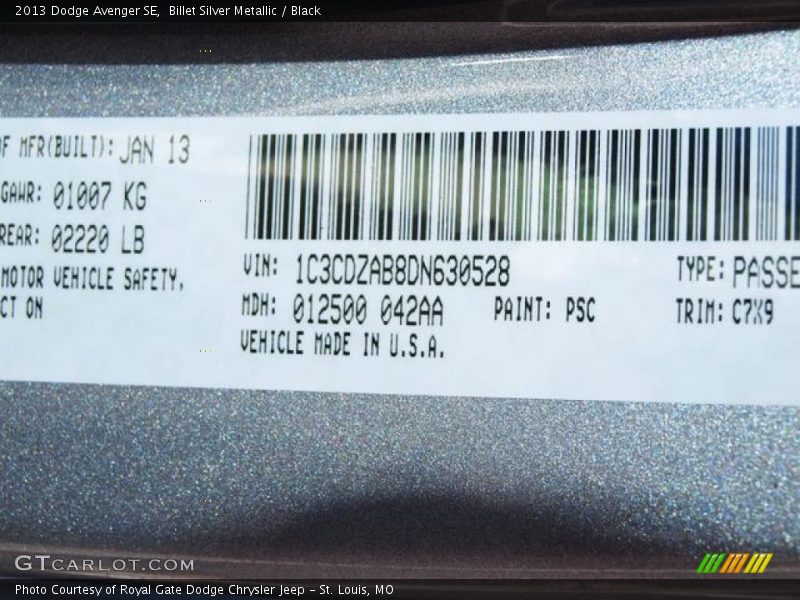 2013 Dodge Avenger SE, Billet Silver Metallic / Black
OF MFR(BUILT): JAN 13
GAWR: 01007 KG
REAR: 02220 LB
MOTOR VEHICLE SAFETY,
CT ON
VIN: 1C3CDZAB8DN630528
TYPE: PASSE
MDH: 012500 042AA
PAINT: PSC
TRIM: C7X9
VEHICLE MADE IN U.S.A.
GTCARLOT.COM
Photo Courtesy of Royal Gate Dodge Chrysler Jeep - St. Louis, MO